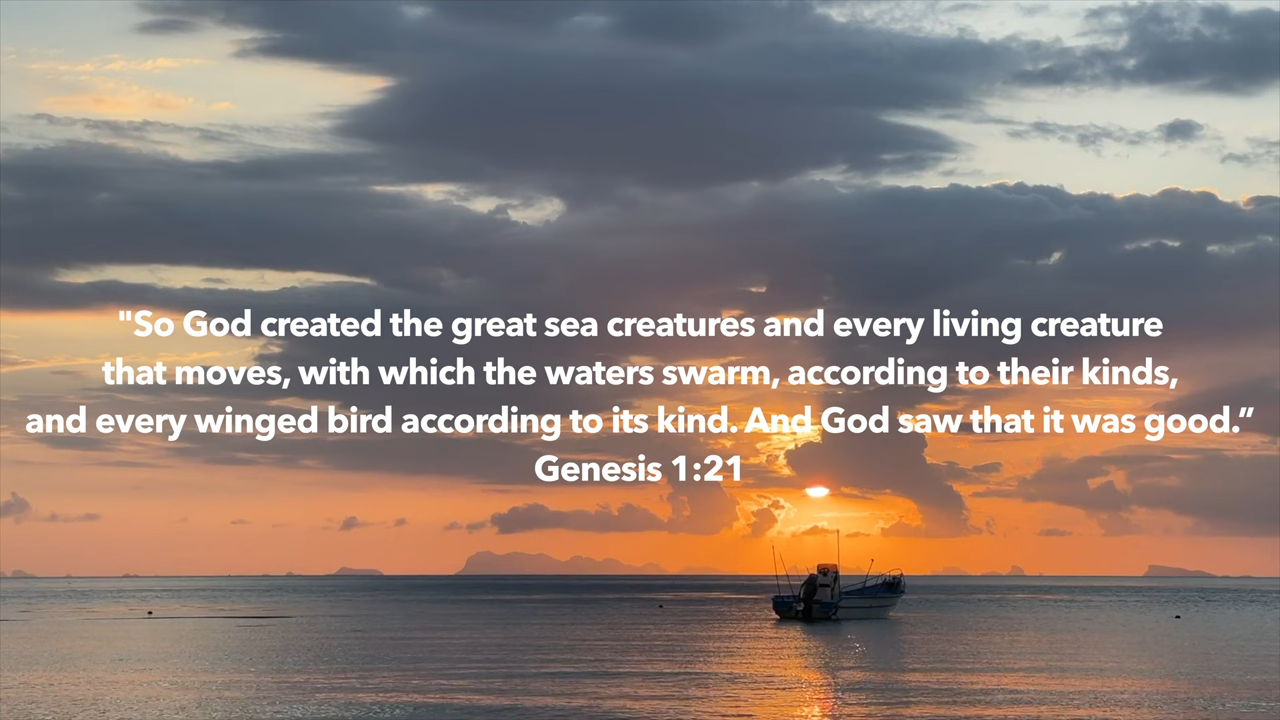 "So God created the great sea creatures and every living creature
that moves, with which the waters swarm, according to their kinds,
and every winged bird according to its kind. And God saw that it was good.”
Genesis 1:21